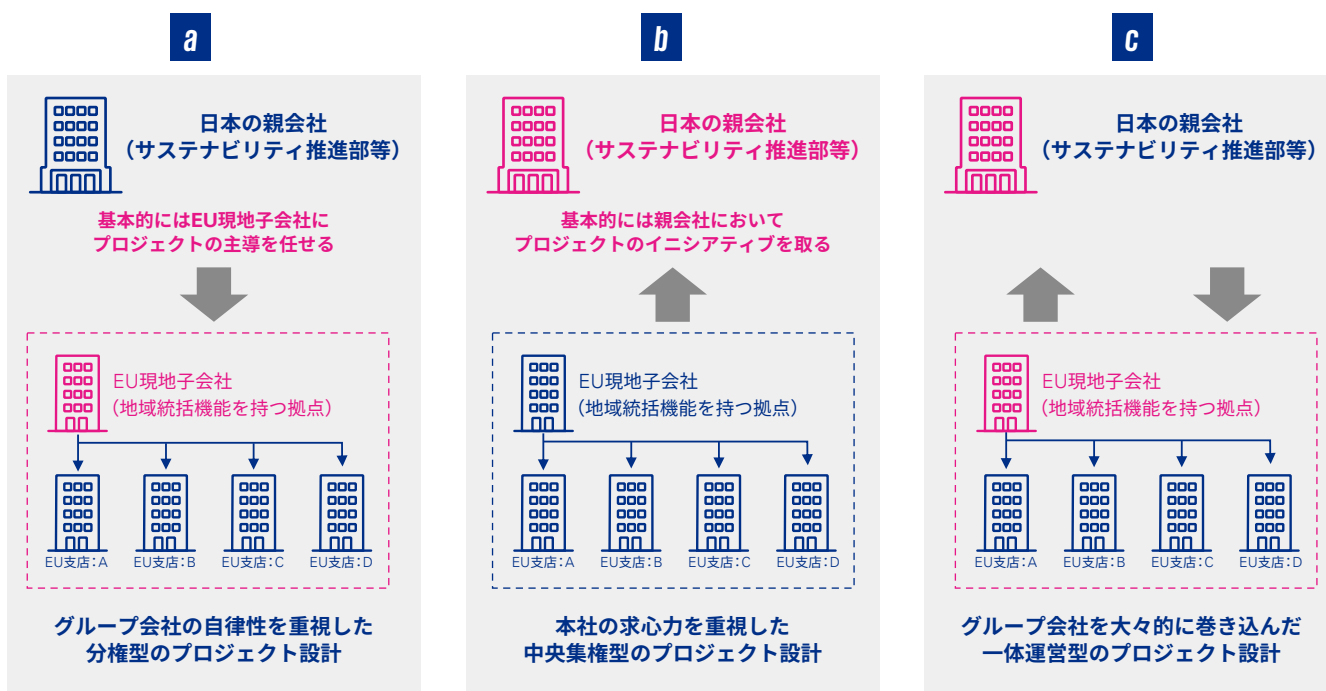 a
日本の親会社
（サステナビリティ推進部等）
基本的にはEU現地子会社に
プロジェクトの主導を任せる
EU現地子会社
（地域統括機能を持つ拠点）
EU支店：A
EU支店：B
EU支店：C
EU支店：D
グループ会社の自律性を重視した
分権型のプロジェクト設計
b
日本の親会社
（サステナビリティ推進部等）
基本的には親会社において
プロジェクトのイニシアティブを取る
EU現地子会社
（地域統括機能を持つ拠点）
EU支店：A
EU支店：B
EU支店：C
EU支店：D
本社の求心力を重視した
中央集権型のプロジェクト設計
c
日本の親会社
（サステナビリティ推進部等）
EU現地子会社
（地域統括機能を持つ拠点）
EU支店：A
EU支店：B
EU支店：C
EU支店：D
グループ会社を大々的に巻き込んだ
一体運営型のプロジェクト設計